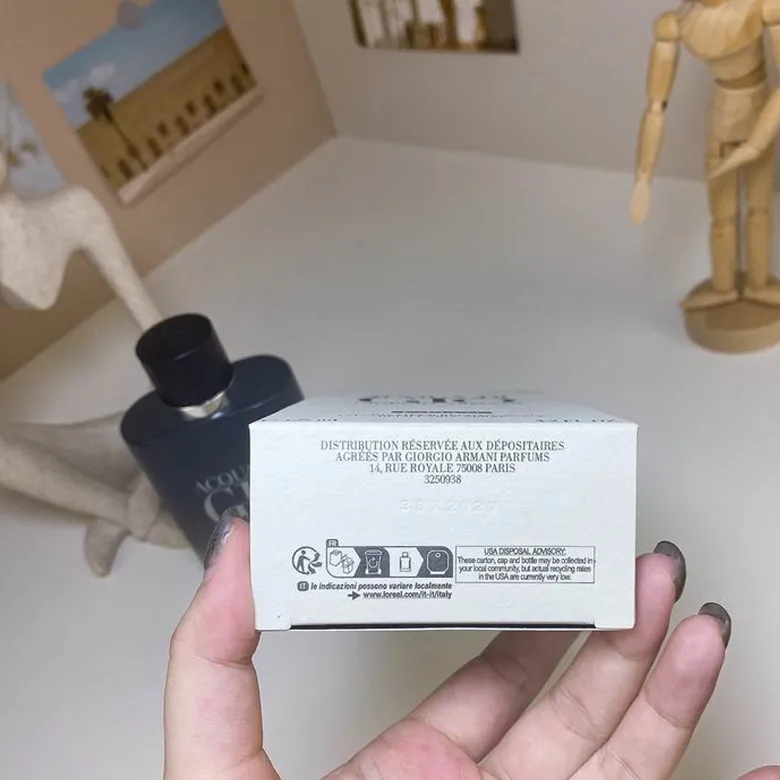 DISTRIBUTION RÉSERVÉE AUX DÉPOSITAIRES
AGRÉÉS PAR GIORGIO ARMANI PARFUMS
14, RUE ROYALE 75008 PARIS
3250938
FR
USA DISPOSAL ADVISORY:
These carton, cap and bottle may be collected in
your local community, but actual recycling rates
in the USA are currently very low.
IT le indicazioni possono variare localmente
www.loreal.com/it-it/italy
ACQUA